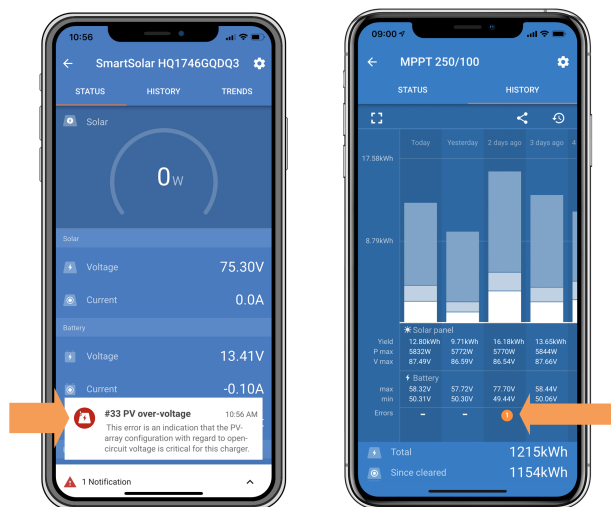 10:56
SmartSolar HQ1746GQDQ3
STATUS HISTORY TRENDS
Solar
0W
Solar
Voltage 75.30V
Current 0.0A
Battery
Voltage 13.41V
Current -0.10A
#33 PV over-voltage 10:56 AM
This error is an indication that the PV-
array configuration with regard to open-
circuit voltage is critical for this charger.
1 Notification
09:00
MPPT 250/100
STATUS HISTORY
Today Yesterday 2 days ago 3 days ago 4
17.58kWh
8.79kWh
Solar panel
Yield 12.80kWh 9.71kWh 16.18kWh 13.65kWh
P max 5832W 5772W 5770W 5844W
V max 87.49V 86.59V 86.54V 87.66V
Battery
max 58.32V 57.72V 77.70V 58.44V
min 50.31V 50.30V 49.44V 50.06V
Errors – – 1
Total 1215kWh
Since cleared 1154kWh